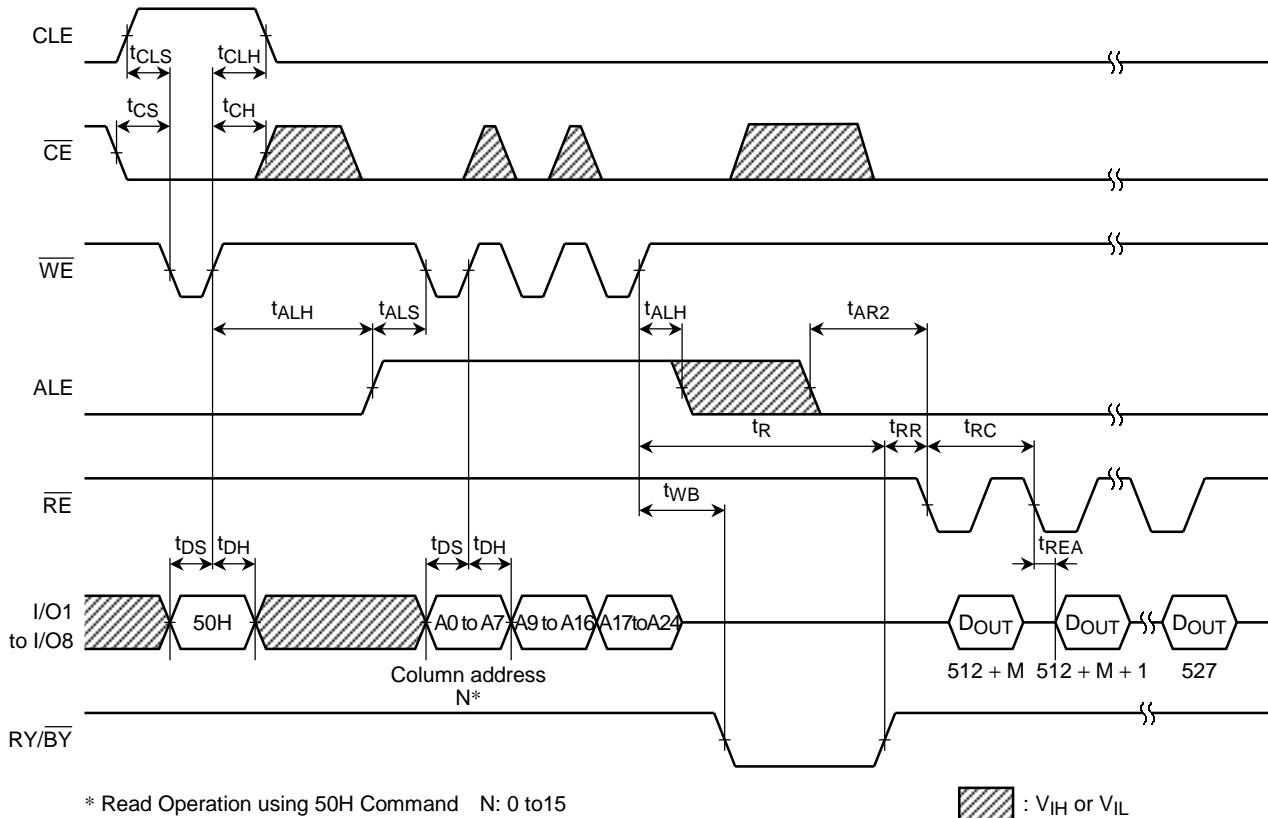 CLE
tCLS tCLH
tCS tCH
CE
WE
tALH tALS tALH tAR2
ALE
tR tRR tRC
RE
tWB
tDS tDH tDS tDH tREA
I/O1
to I/O8
50H A0 to A7 A9 to A16 A17toA24 DOUT DOUT DOUT
Column address
N*
512 + M 512 + M + 1 527
RY/BY
* Read Operation using 50H Command N: 0 to15
: VIH or VIL